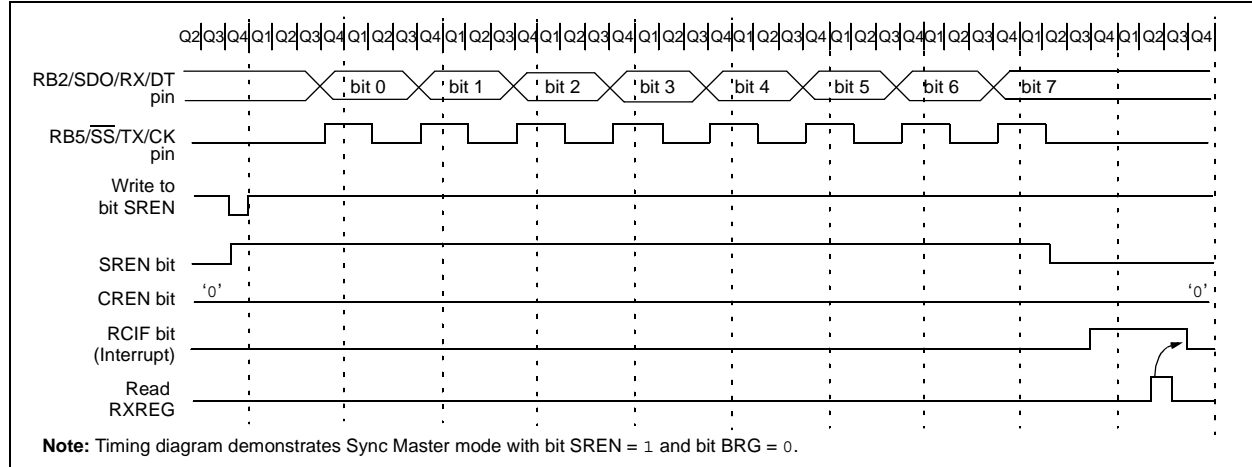 Q2 Q3 Q4 Q1 Q2 Q3 Q4 Q1 Q2 Q3 Q4 Q1 Q2 Q3 Q4 Q1 Q2 Q3 Q4 Q1 Q2 Q3 Q4 Q1 Q2 Q3 Q4 Q1 Q2 Q3 Q4 Q1 Q2 Q3 Q4 Q1 Q2 Q3 Q4 Q1 Q2 Q3 Q4
RB2/SDO/RX/DT
pin
bit 0 bit 1 bit 2 bit 3 bit 4 bit 5 bit 6 bit 7
RB5/SS/TX/CK
pin
Write to
bit SREN
SREN bit
CREN bit
‘0’ ‘0’
RCIF bit
(Interrupt)
Read
RXREG
Note: Timing diagram demonstrates Sync Master mode with bit SREN = 1 and bit BRG = 0.